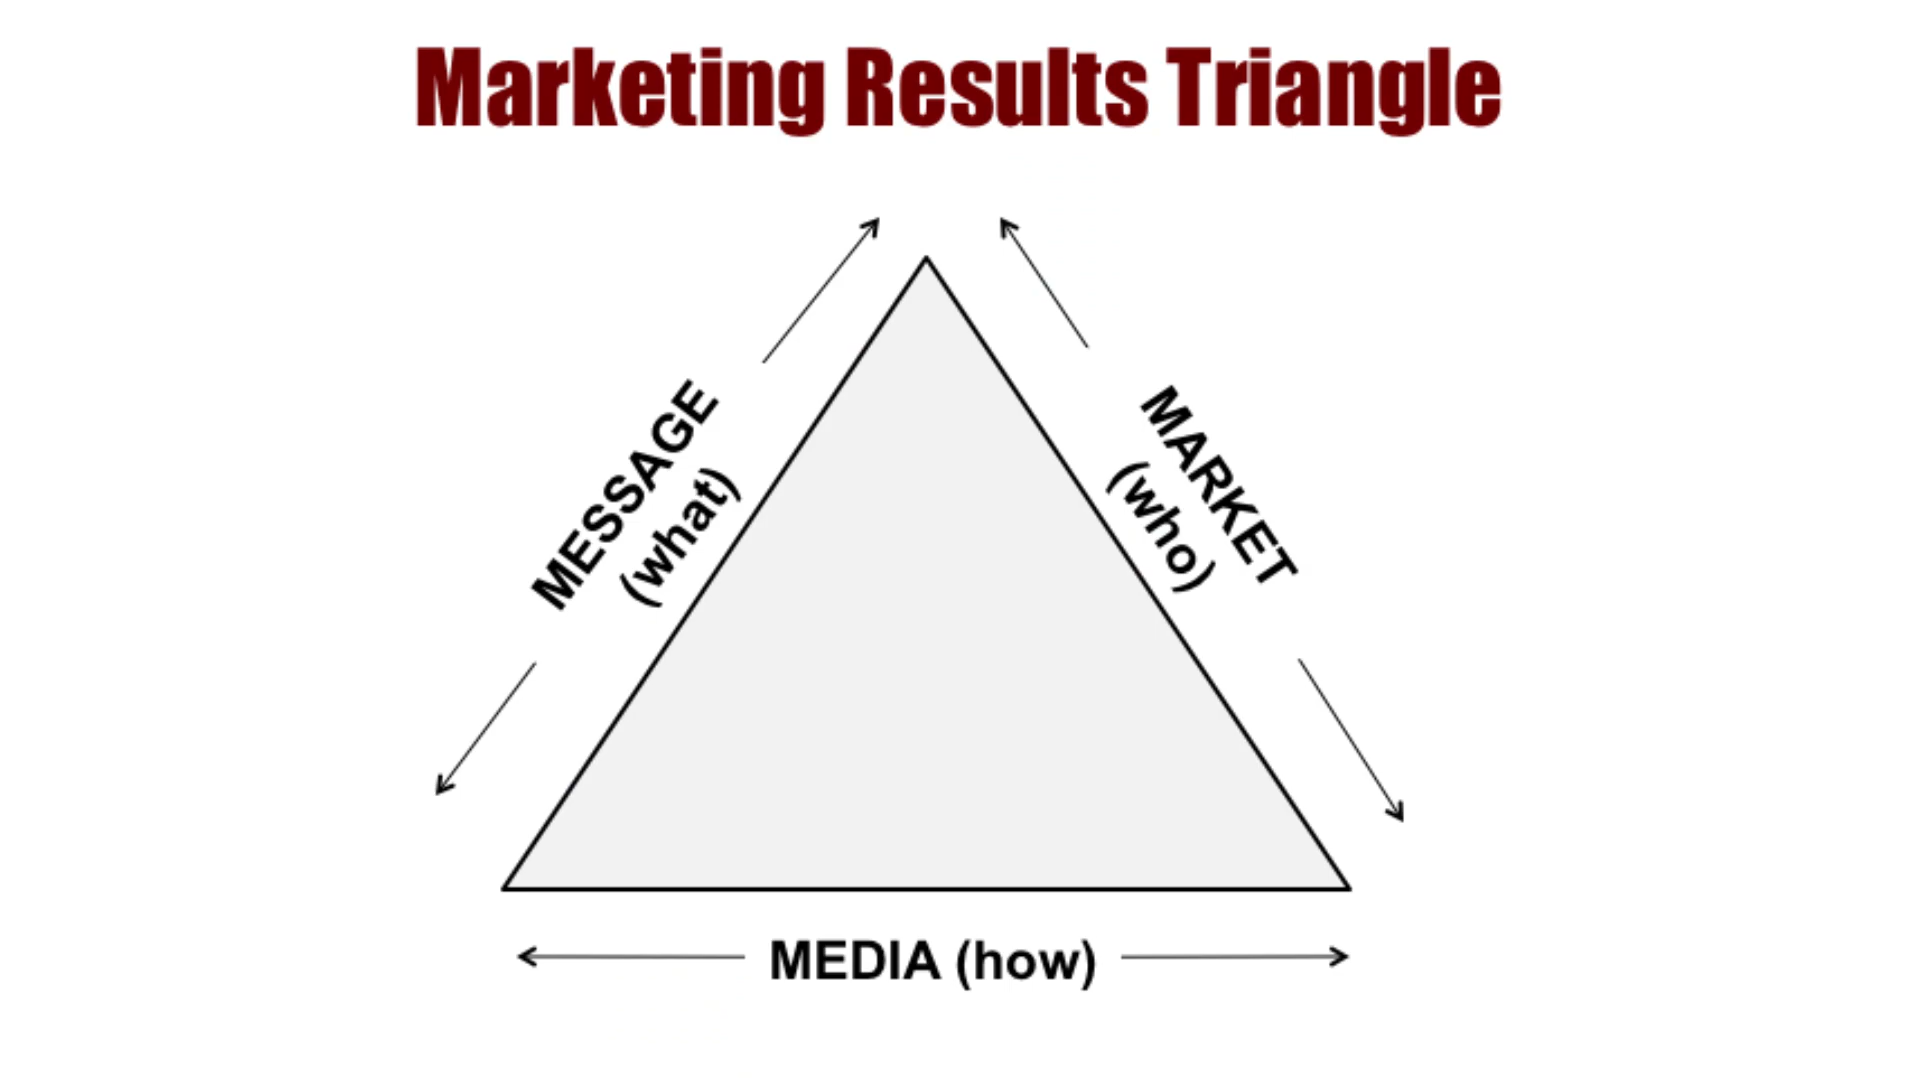 Marketing Results Triangle
MESSAGE
(what)
MARKET
(who)
MEDIA (how)